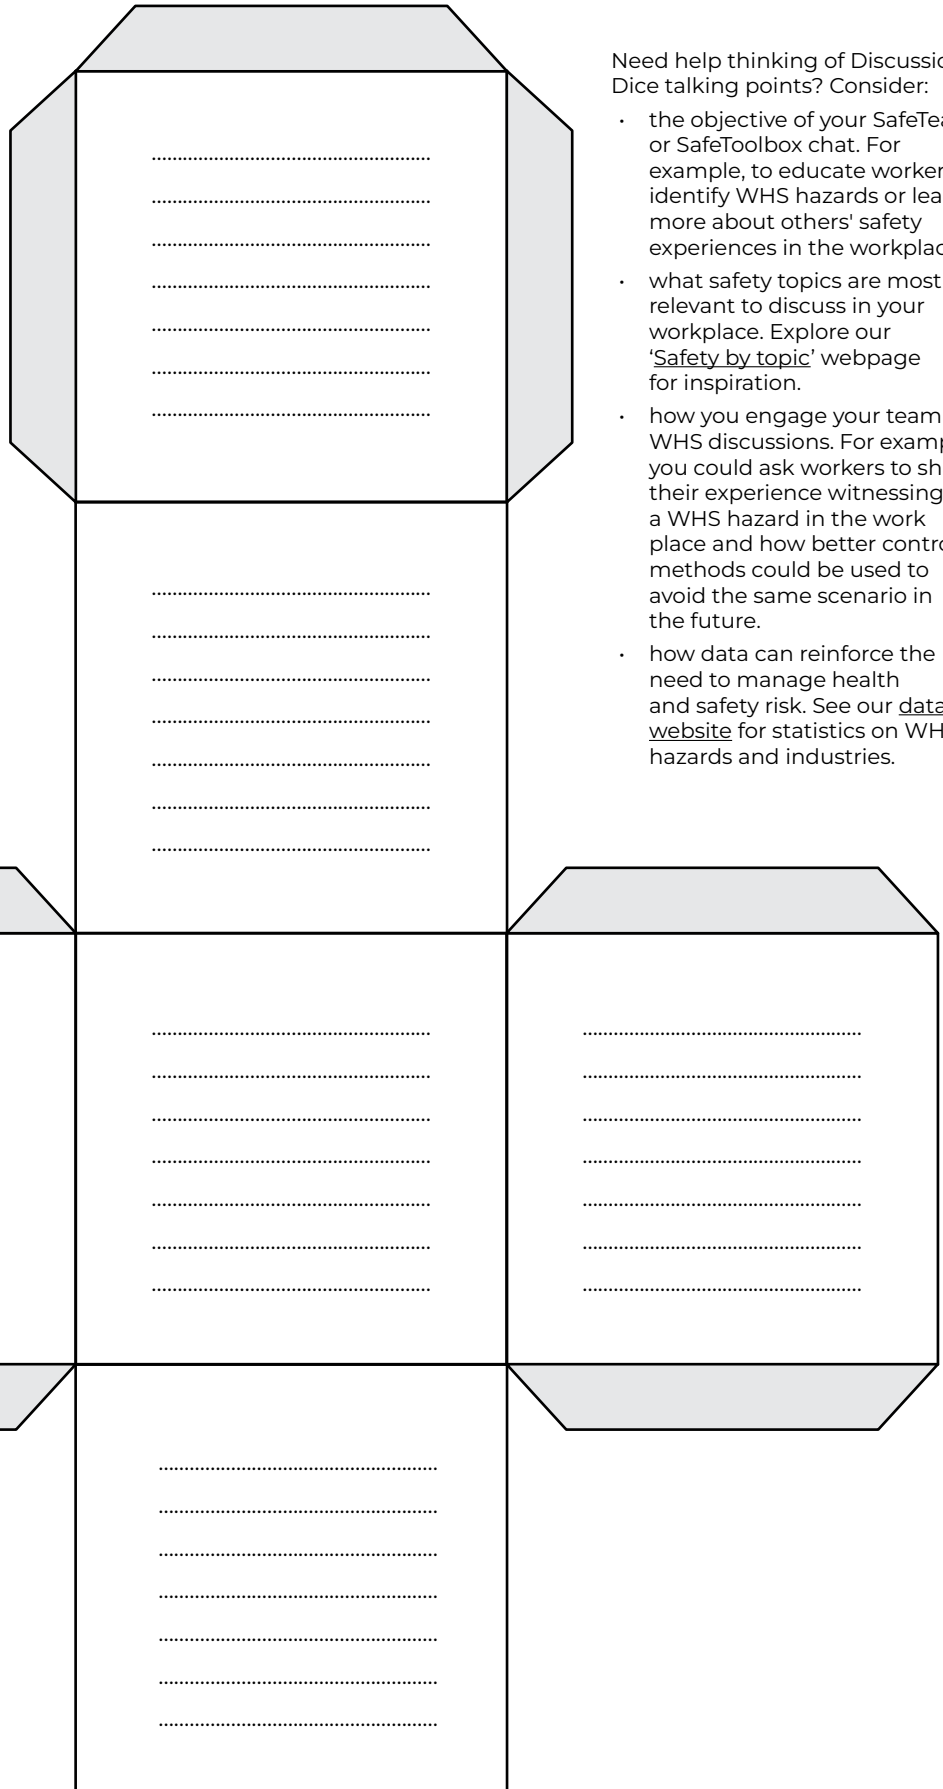 Need help thinking of Discussio
Dice talking points? Consider:
• the objective of your SafeTea
or SafeToolbox chat. For
example, to educate worker
identify WHS hazards or lea
more about others' safety
experiences in the workplac
• what safety topics are most
relevant to discuss in your
workplace. Explore our
‘Safety by topic’ webpage
for inspiration.
• how you engage your team
WHS discussions. For examp
you could ask workers to sh
their experience witnessing
a WHS hazard in the work
place and how better contro
methods could be used to
avoid the same scenario in
the future.
• how data can reinforce the
need to manage health
and safety risk. See our data
website for statistics on WH
hazards and industries.